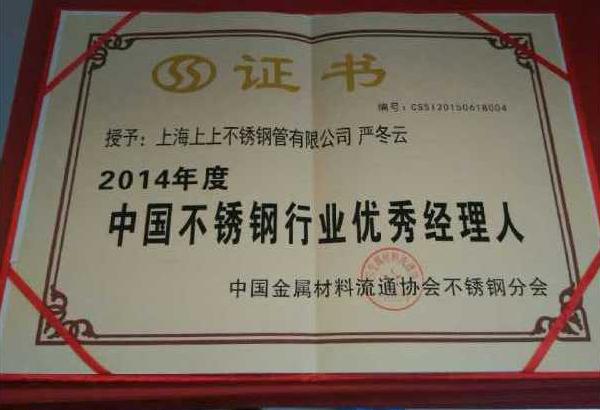 证书
编号:CSSI20150618004
授予:上海上上不锈钢管有限公司 严冬云
2014年度
中国不锈钢行业优秀经理人
中国金属材料流通协会不锈钢分会